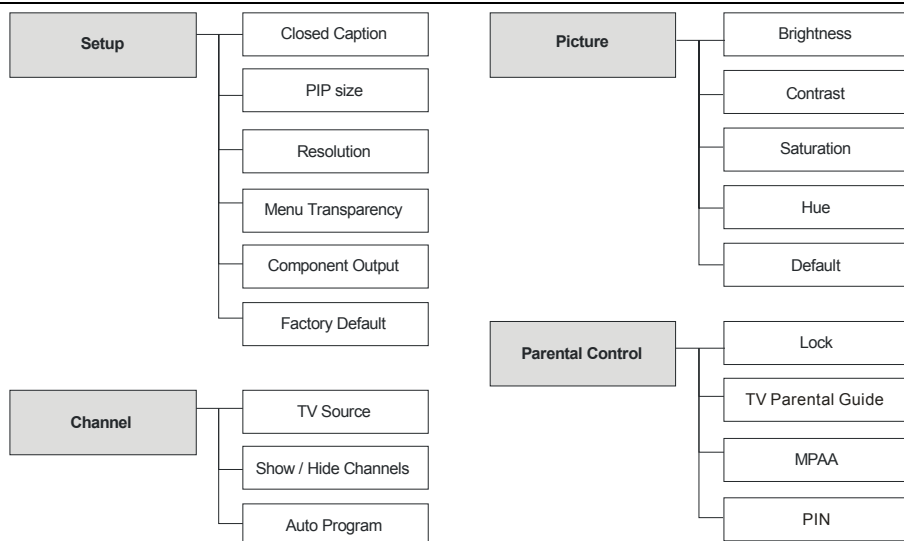 Setup
Closed Caption
PIP size
Resolution
Menu Transparency
Component Output
Factory Default
Channel
TV Source
Show / Hide Channels
Auto Program
Picture
Brightness
Contrast
Saturation
Hue
Default
Parental Control
Lock
TV Parental Guide
MPAA
PIN